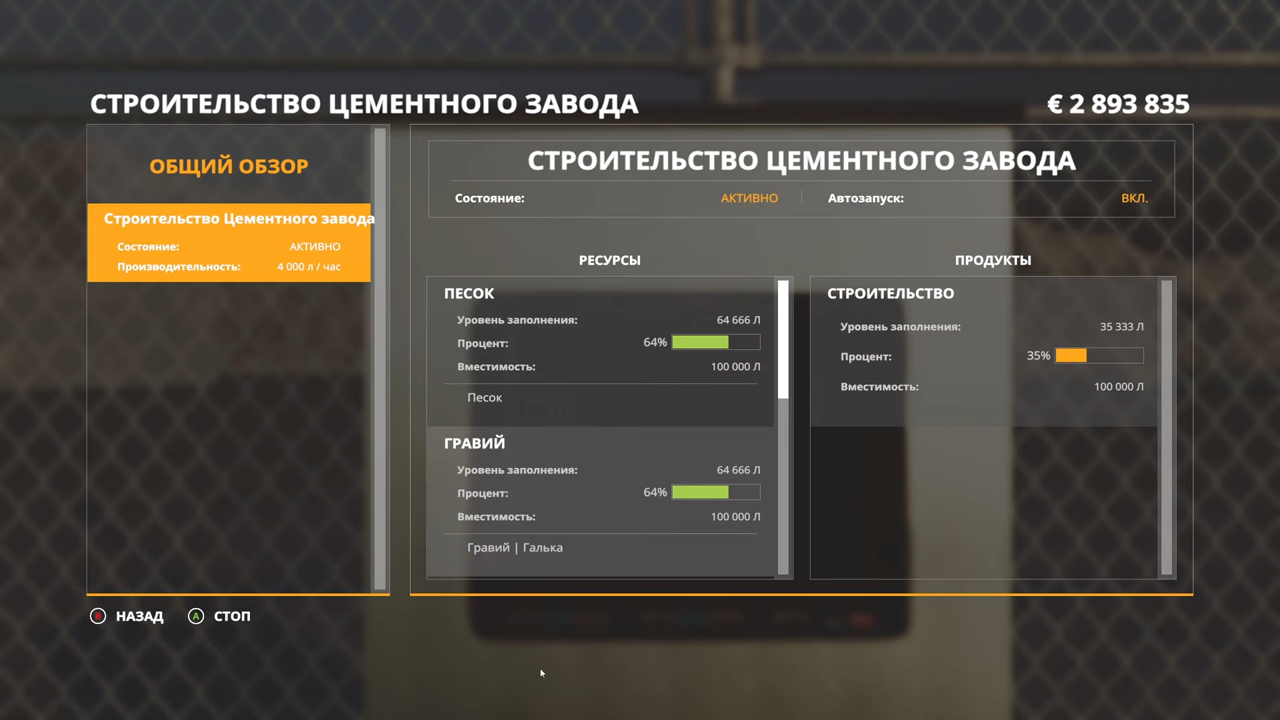 СТРОИТЕЛЬСТВО ЦЕМЕНТНОГО ЗАВОДА
€ 2 893 835
ОБЩИЙ ОБЗОР
Строительство Цементного завода
Состояние: АКТИВНО
Производительность: 4 000 л / час
СТРОИТЕЛЬСТВО ЦЕМЕНТНОГО ЗАВОДА
Состояние: АКТИВНО
Автозапуск: ВКЛ.
РЕСУРСЫ
ПЕСОК
Уровень заполнения: 64 666 Л
Процент: 64%
Вместимость: 100 000 Л
Песок
ГРАВИЙ
Уровень заполнения: 64 666 Л
Процент: 64%
Вместимость: 100 000 Л
Гравий | Галька
ПРОДУКТЫ
СТРОИТЕЛЬСТВО
Уровень заполнения: 35 333 Л
Процент: 35%
Вместимость: 100 000 Л
B НАЗАД
A СТОП